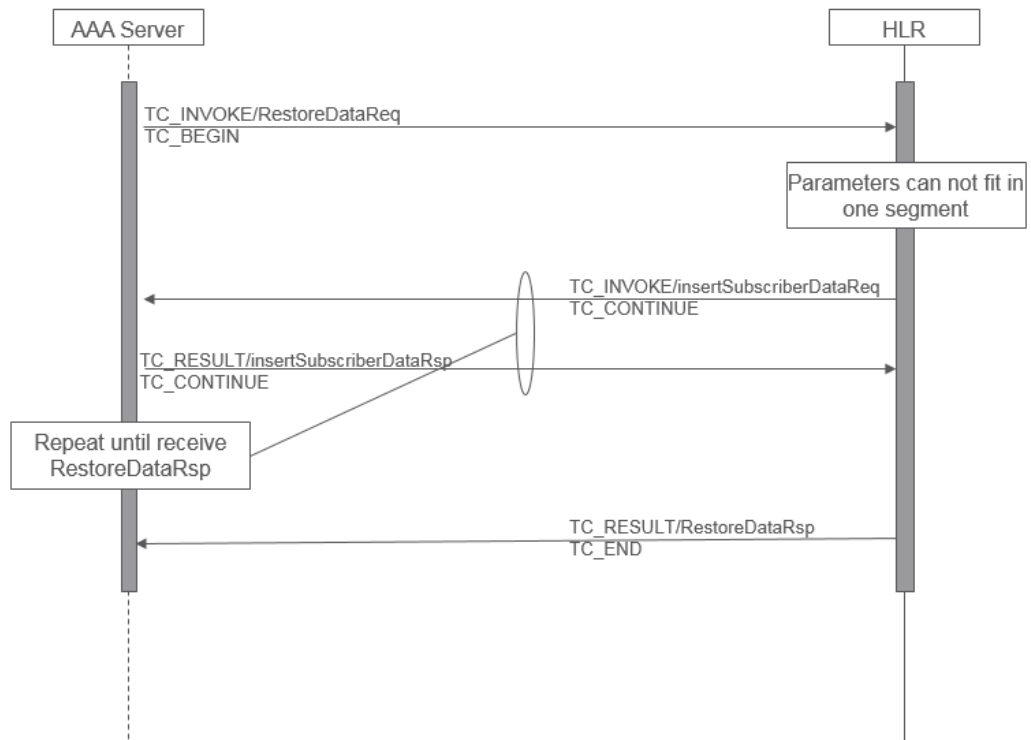 AAA Server
HLR
TC_INVOKE/RestoreDataReq
TC_BEGIN
Parameters can not fit in
one segment
TC_INVOKE/insertSubscriberDataReq
TC_CONTINUE
TC_RESULT/insertSubscriberDataRsp
TC_CONTINUE
Repeat until receive
RestoreDataRsp
TC_RESULT/RestoreDataRsp
TC_END